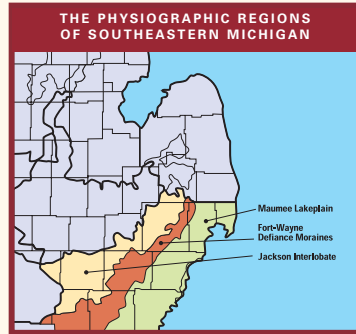 THE PHYSIOGRAPHIC REGIONS
OF SOUTHEASTERN MICHIGAN
Maumee Lakeplain
Fort-Wayne
Defiance Moraines
Jackson Interlobate